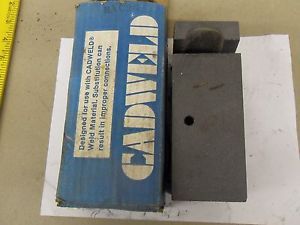 Designed for use with CADWELD®
Weld Material. Substitution can
result in improper connections.
CADWELD